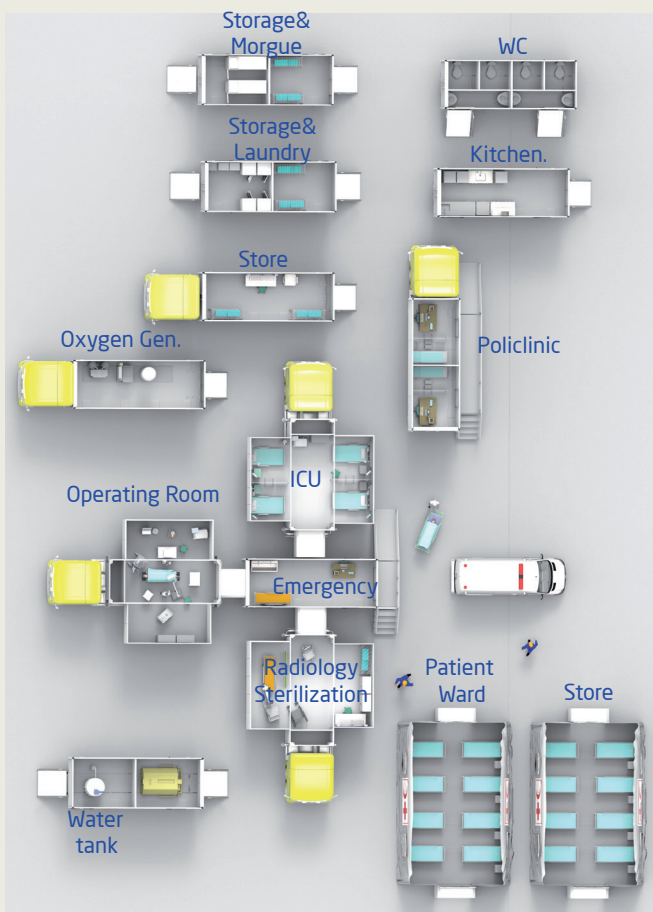 Storage&
Morgue
WC
Storage&
Laundry
Kitchen.
Store
Policlinic
Oxygen Gen.
ICU
Operating Room
Emergency
Radiology
Sterilization
Patient
Ward
Store
Water
tank